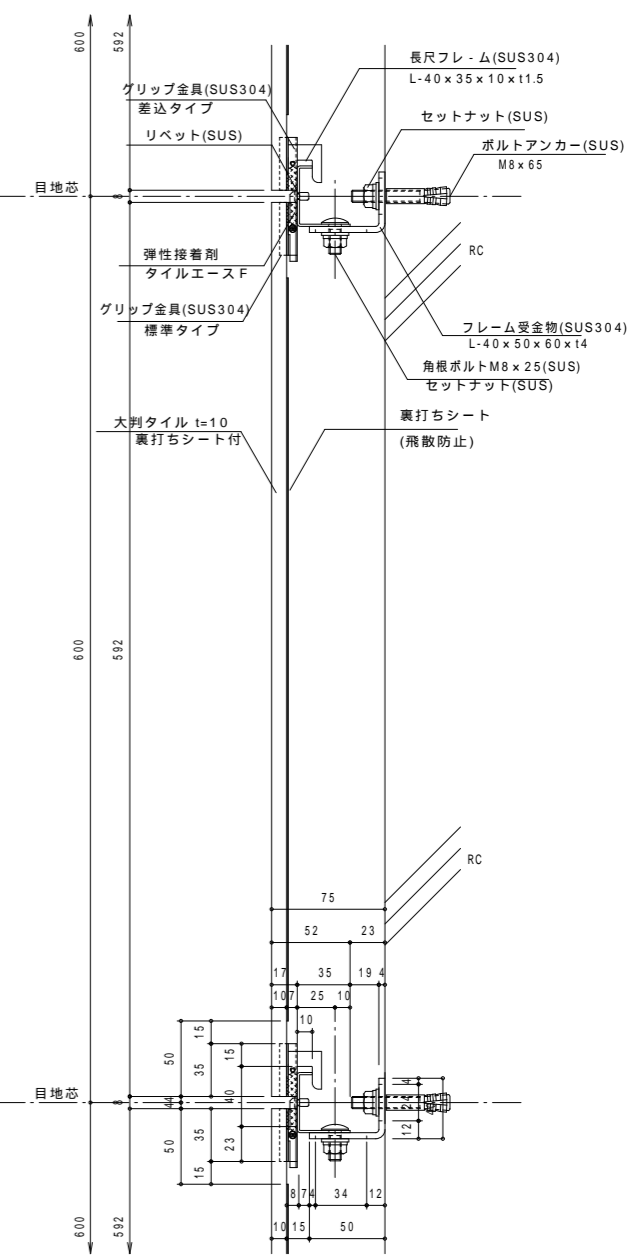 600
592
長尺フレ-ム(SUS304)
L-40×35×10×t1.5
グリップ金具(SUS304)
差込タイプ
セットナット(SUS)
リベット(SUS)
ボルトアンカー(SUS)
M8×65
目地芯
8
RC
弾性接着剤
タイルエースF
グリップ金具(SUS304)
標準タイプ
フレーム受金物(SUS304)
L-40×50×60×t4
角根ボルトM8×25(SUS)
セットナット(SUS)
大判タイル t=10
裏打ちシート付
裏打ちシート
(飛散防止)
600
592
RC
75
52 23
17 35 19 4
10 7 25 10
10
50 15 35 15
40
目地芯
44 8
4
24
12
50 35 23
15
8 7 4 34 12
10 15 50
600
592